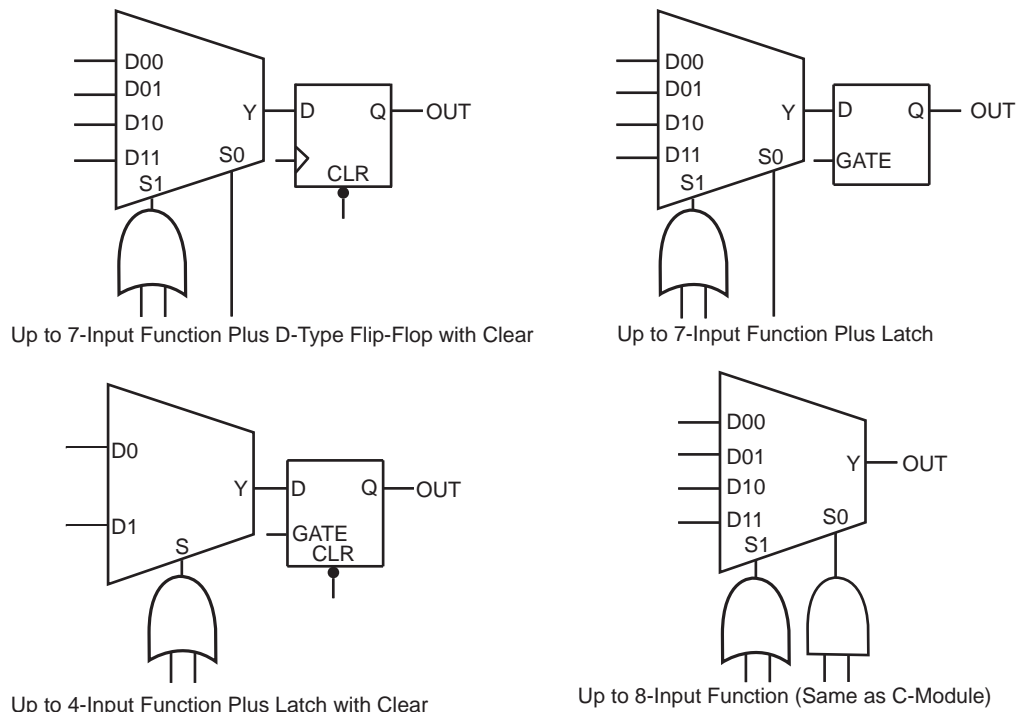 D00
D01
D10
D11
S1
S0
Y
D
Q
CLR
OUT
Up to 7-Input Function Plus D-Type Flip-Flop with Clear
D00
D01
D10
D11
S1
S0
Y
D
Q
GATE
OUT
Up to 7-Input Function Plus Latch
D0
D1
S
Y
D
Q
GATE
CLR
OUT
Up to 4-Input Function Plus Latch with Clear
D00
D01
D10
D11
S1
S0
Y
OUT
Up to 8-Input Function (Same as C-Module)